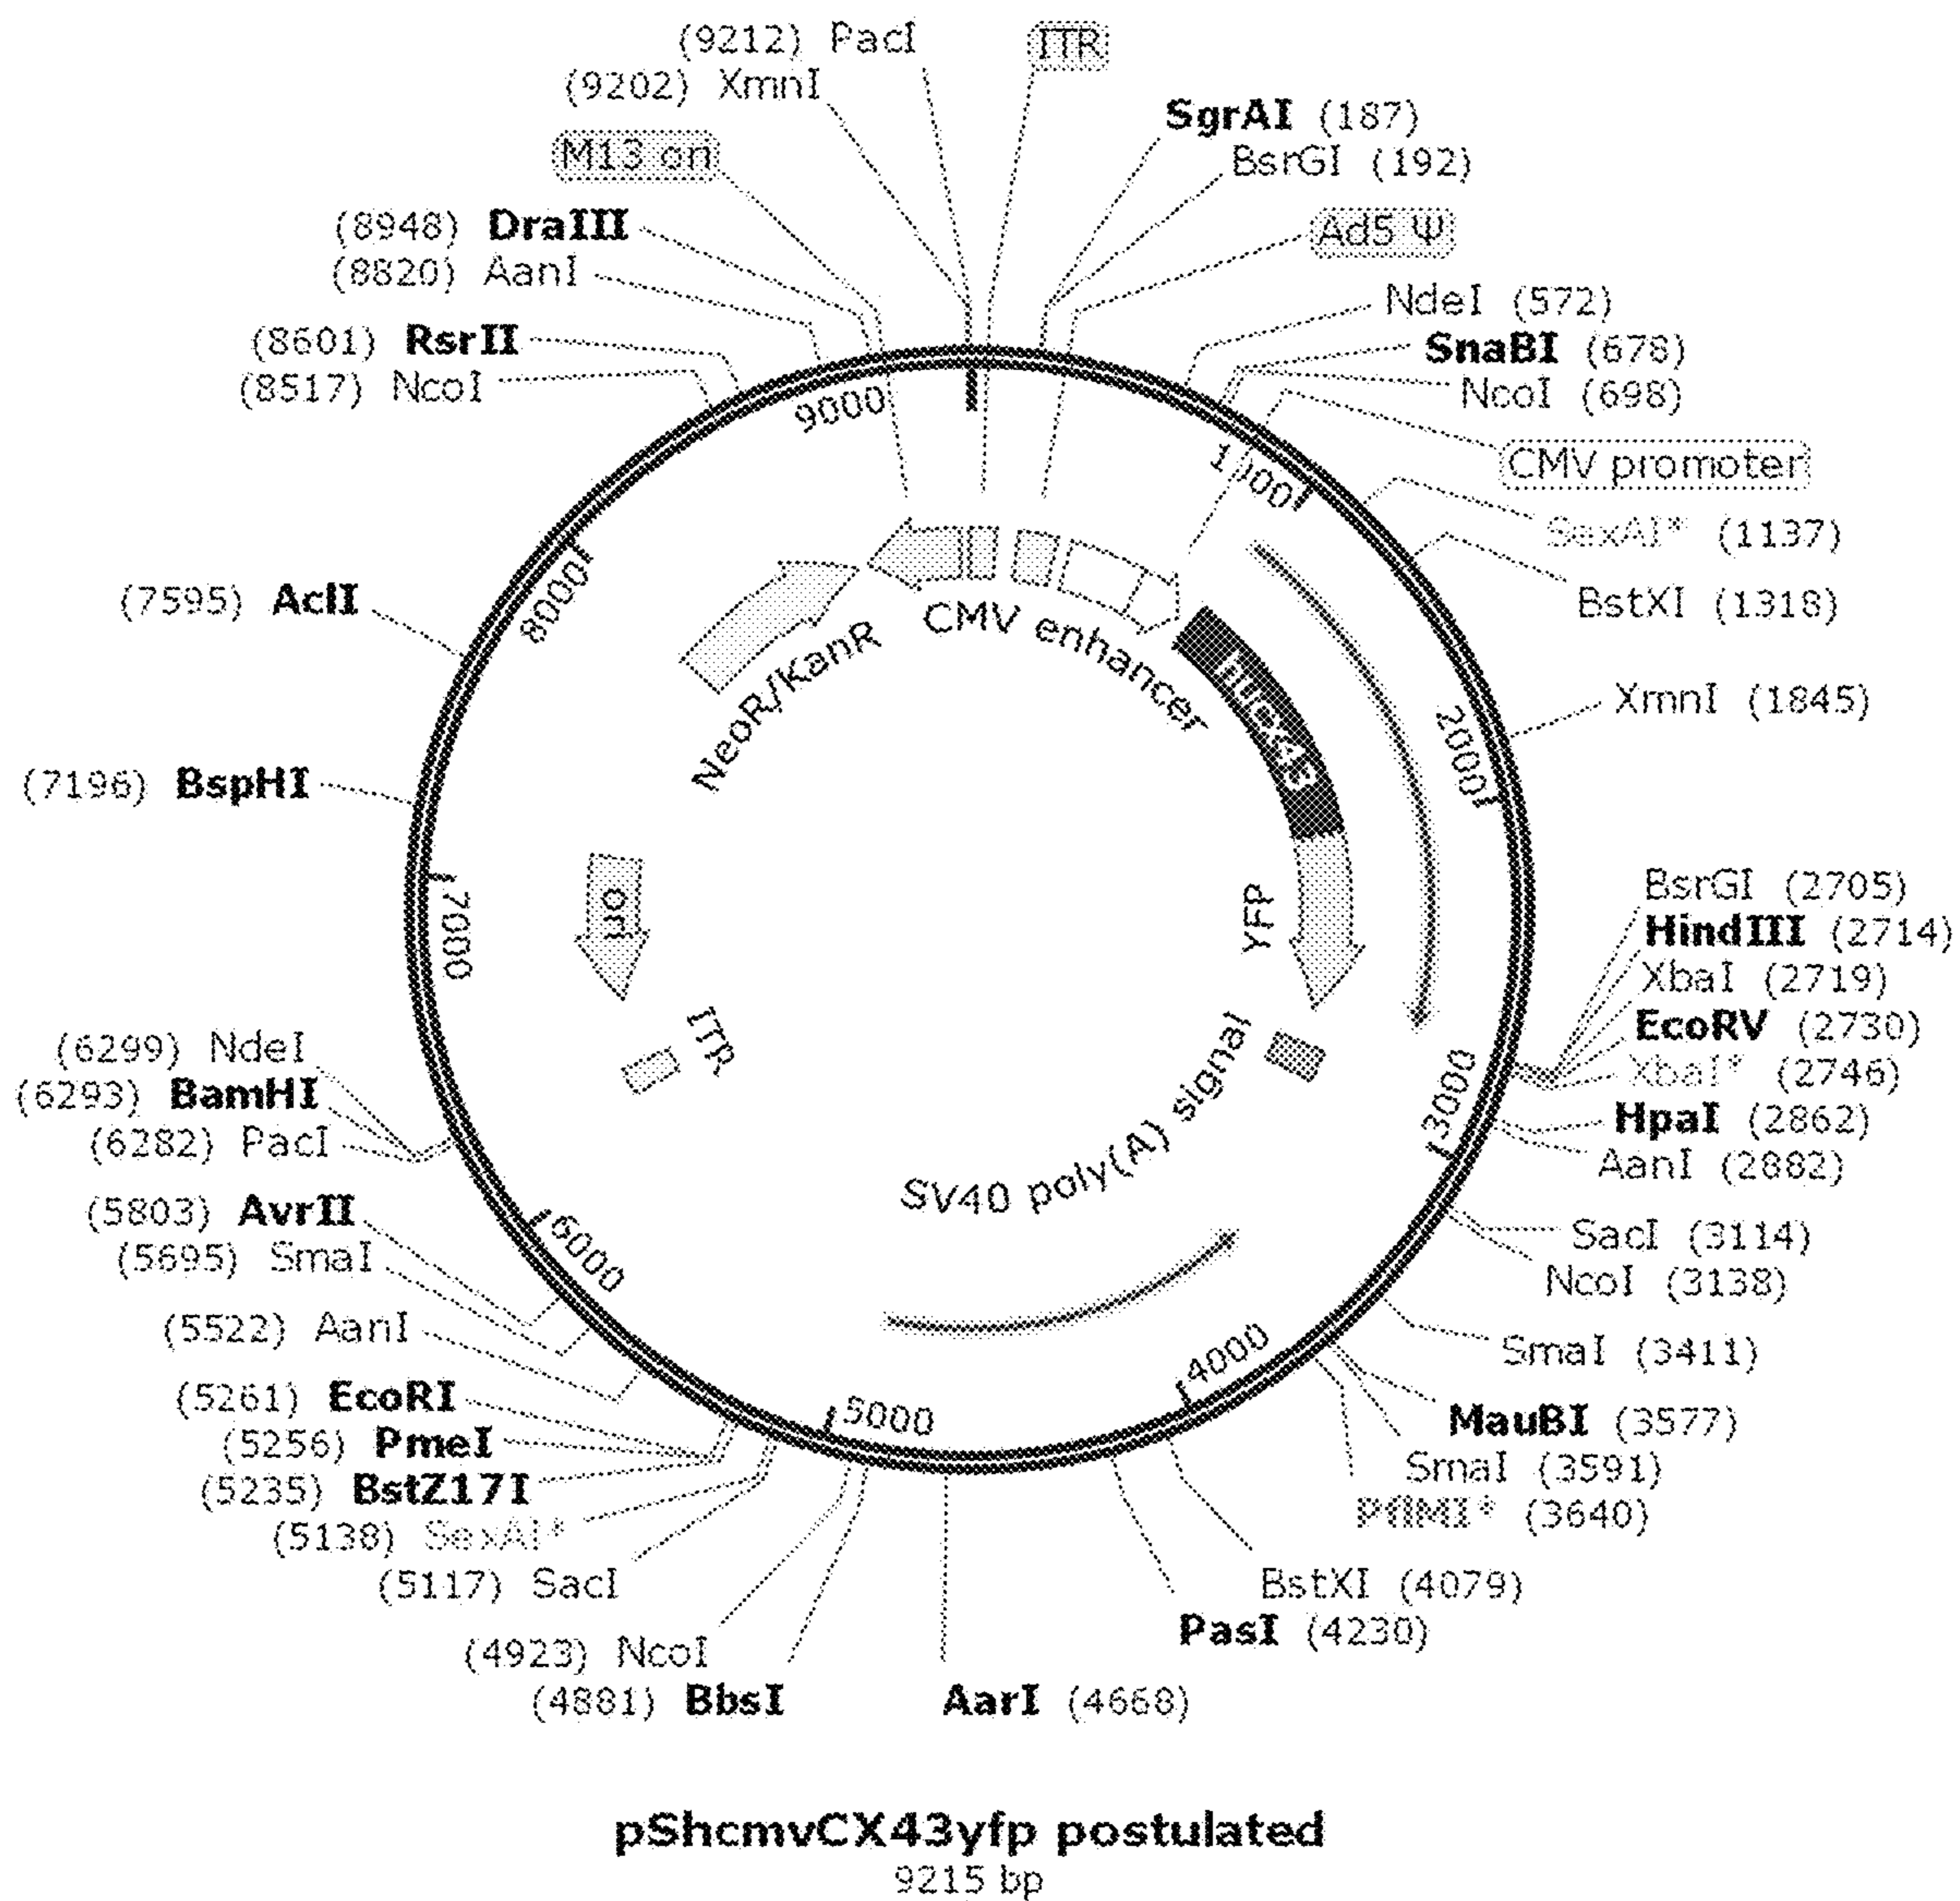 (9212) PacI
(9202) XmnI
ITR
SgrAI (187)
BsrGI (192)
M13 ori
Ad5 Ψ
(8948) DraIII
(8820) AanI
NdeI (572)
SnaBI (678)
NcoI (698)
(8601) RsrII
(8517) NcoI
CMV promoter
SexAI* (1137)
BstXI (1318)
(7595) AclI
XmnI (1845)
(7196) BspHI
BsrGI (2705)
HindIII (2714)
XbaI (2719)
EcoRV (2730)
XbaI* (2746)
HpaI (2862)
AanI (2882)
(6299) NdeI
(6293) BamHI
(6282) PacI
SacI (3114)
NcoI (3138)
(5803) AvrII
(5695) SmaI
(5522) AanI
SmaI (3411)
(5261) EcoRI
(5256) PmeI
(5235) BstZ17I
(5138) SexAI*
(5117) SacI
MauBI (3577)
SmaI (3591)
PflMI* (3640)
BstXI (4079)
PasI (4230)
(4923) NcoI
(4881) BbsI
AarI (4668)
9000
1000
2000
3000
4000
5000
6000
7000
8000
NeoR/KanR
CMV enhancer
hucx43
YFP
SV40 poly(A) signal
ITR
ori
pShcmvCX43yfp postulated
9215 bp